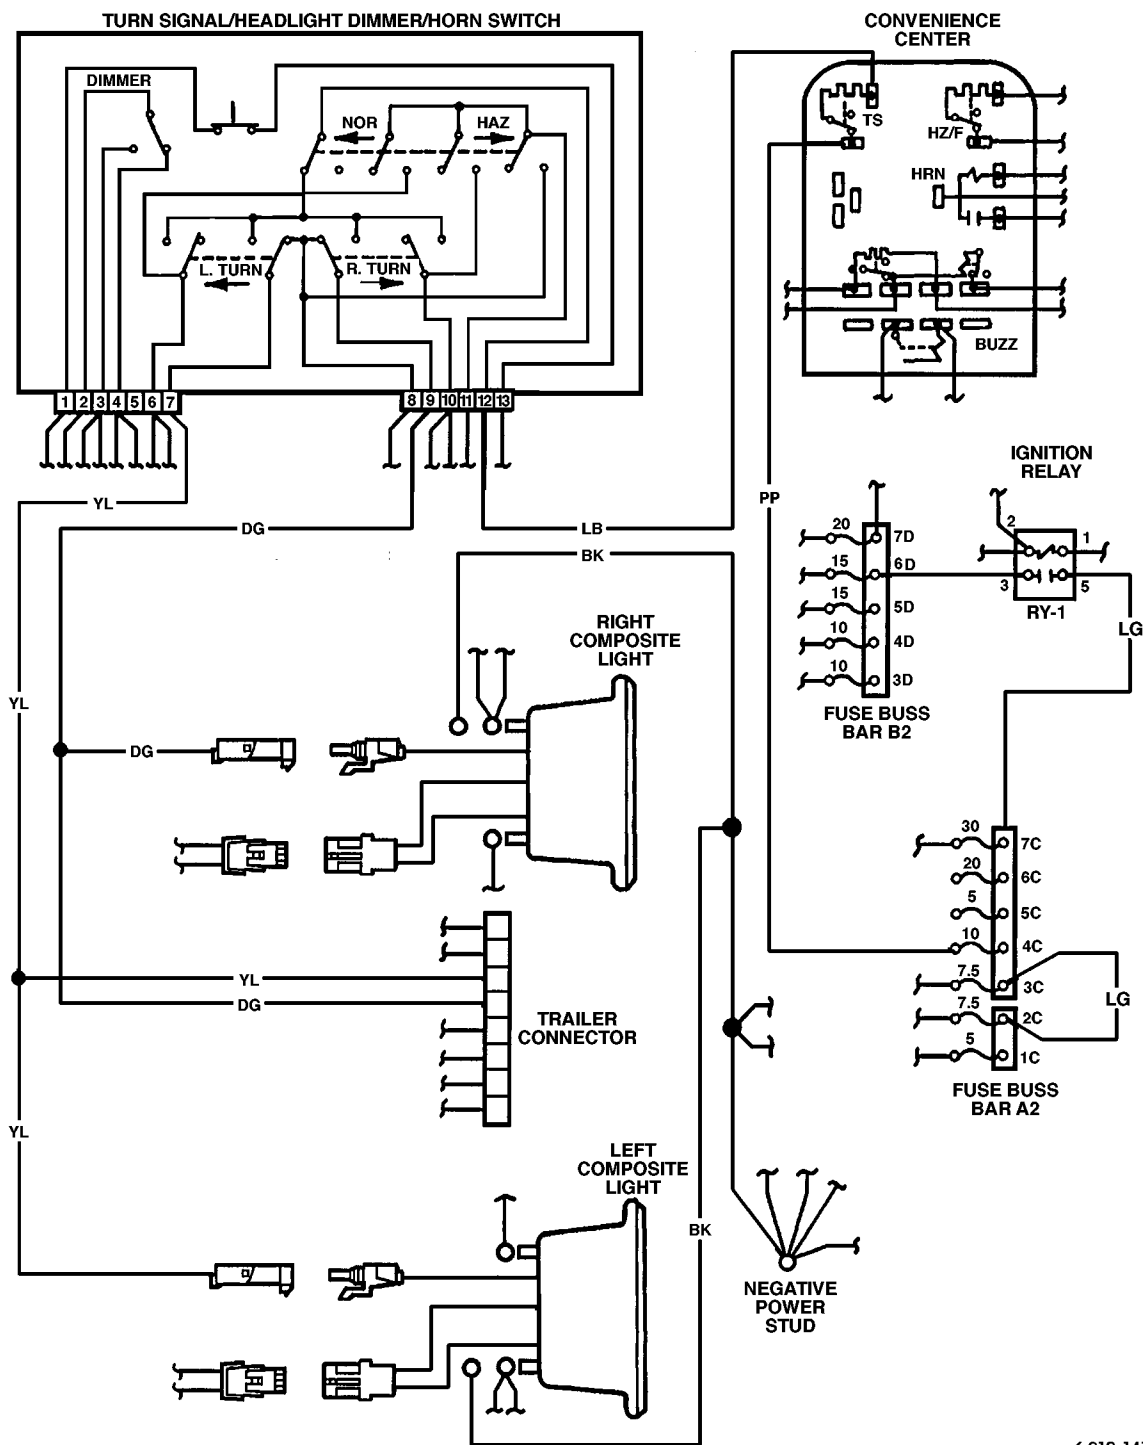 TURN SIGNAL/HEADLIGHT DIMMER/HORN SWITCH
DIMMER
NOR
HAZ
L. TURN
R. TURN
1 2 3 4 5 6 7
8 9 10 11 12 13
CONVENIENCE
CENTER
TS
HZ/F
HRN
BUZZ
YL
DG
LB
BK
PP
IGNITION
RELAY
2
1
3
5
RY-1
LG
20
7D
15
6D
15
5D
10
4D
10
3D
FUSE BUSS
BAR B2
RIGHT
COMPOSITE
LIGHT
YL
DG
30
7C
20
6C
5
5C
10
4C
7.5
3C
7.5
2C
5
1C
LG
FUSE BUSS
BAR A2
YL
DG
TRAILER
CONNECTOR
YL
LEFT
COMPOSITE
LIGHT
BK
NEGATIVE
POWER
STUD